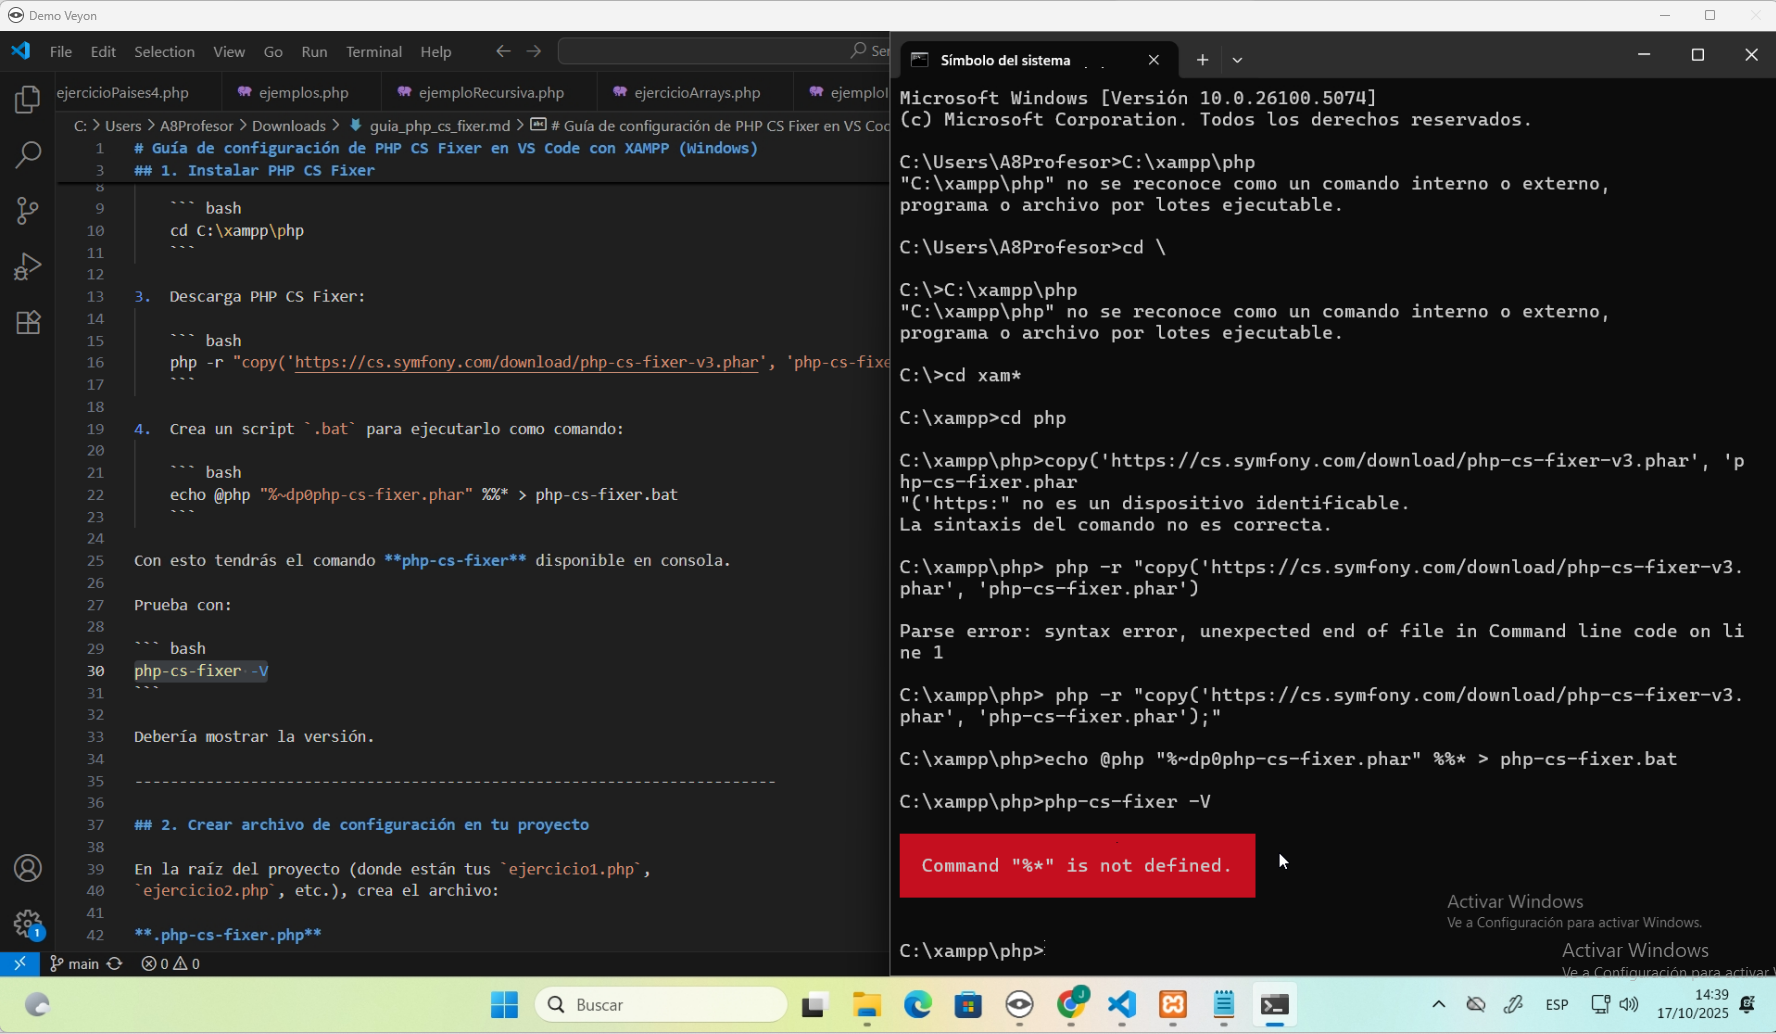 Demo Veyon
File Edit Selection View Go Run Terminal Help
Ser
ejercicioPaises4.php ejemplos.php ejemploRecursiva.php ejercicioArrays.php ejemplol
C: > Users > A8Profesor > Downloads > guia_php_cs_fixer.md > # Guía de configuración de PHP CS Fixer en VS Coc
1 # Guía de configuración de PHP CS Fixer en VS Code con XAMPP (Windows)
3 ## 1. Instalar PHP CS Fixer
8
9 ``` bash
10 cd C:\xampp\php
11 ```
12
13 3. Descarga PHP CS Fixer:
14
15 ``` bash
16 php -r "copy('https://cs.symfony.com/download/php-cs-fixer-v3.phar', 'php-cs-fixe
17 ```
18
19 4. Crea un script `.bat` para ejecutarlo como comando:
20
21 ``` bash
22 echo @php "%~dp0php-cs-fixer.phar" %%* > php-cs-fixer.bat
23 ```
24
25 Con esto tendrás el comando **php-cs-fixer** disponible en consola.
26
27 Prueba con:
28
29 ``` bash
30 php-cs-fixer -V
31 ```
32
33 Debería mostrar la versión.
34
35 ------------------------------------------------------------------------
36
37 ## 2. Crear archivo de configuración en tu proyecto
38
39 En la raíz del proyecto (donde están tus `ejercicio1.php`,
40 `ejercicio2.php`, etc.), crea el archivo:
41
42 **.php-cs-fixer.php**
1
main 0 0
Símbolo del sistema
Microsoft Windows [Versión 10.0.26100.5074]
(c) Microsoft Corporation. Todos los derechos reservados.
C:\Users\A8Profesor>C:\xampp\php
"C:\xampp\php" no se reconoce como un comando interno o externo,
programa o archivo por lotes ejecutable.
C:\Users\A8Profesor>cd \
C:\>C:\xampp\php
"C:\xampp\php" no se reconoce como un comando interno o externo,
programa o archivo por lotes ejecutable.
C:\>cd xam*
C:\xampp>cd php
C:\xampp\php>copy('https://cs.symfony.com/download/php-cs-fixer-v3.phar', 'p
hp-cs-fixer.phar
"('https:" no es un dispositivo identificable.
La sintaxis del comando no es correcta.
C:\xampp\php> php -r "copy('https://cs.symfony.com/download/php-cs-fixer-v3.
phar', 'php-cs-fixer.phar')
Parse error: syntax error, unexpected end of file in Command line code on li
ne 1
C:\xampp\php> php -r "copy('https://cs.symfony.com/download/php-cs-fixer-v3.
phar', 'php-cs-fixer.phar');"
C:\xampp\php>echo @php "%~dp0php-cs-fixer.phar" %%* > php-cs-fixer.bat
C:\xampp\php>php-cs-fixer -V
Command "%*" is not defined.
C:\xampp\php>
Activar Windows
Ve a Configuración para activar Windows.
Activar Windows
Ve a Configuración para activar
Buscar
J
ESP
14:39
17/10/2025